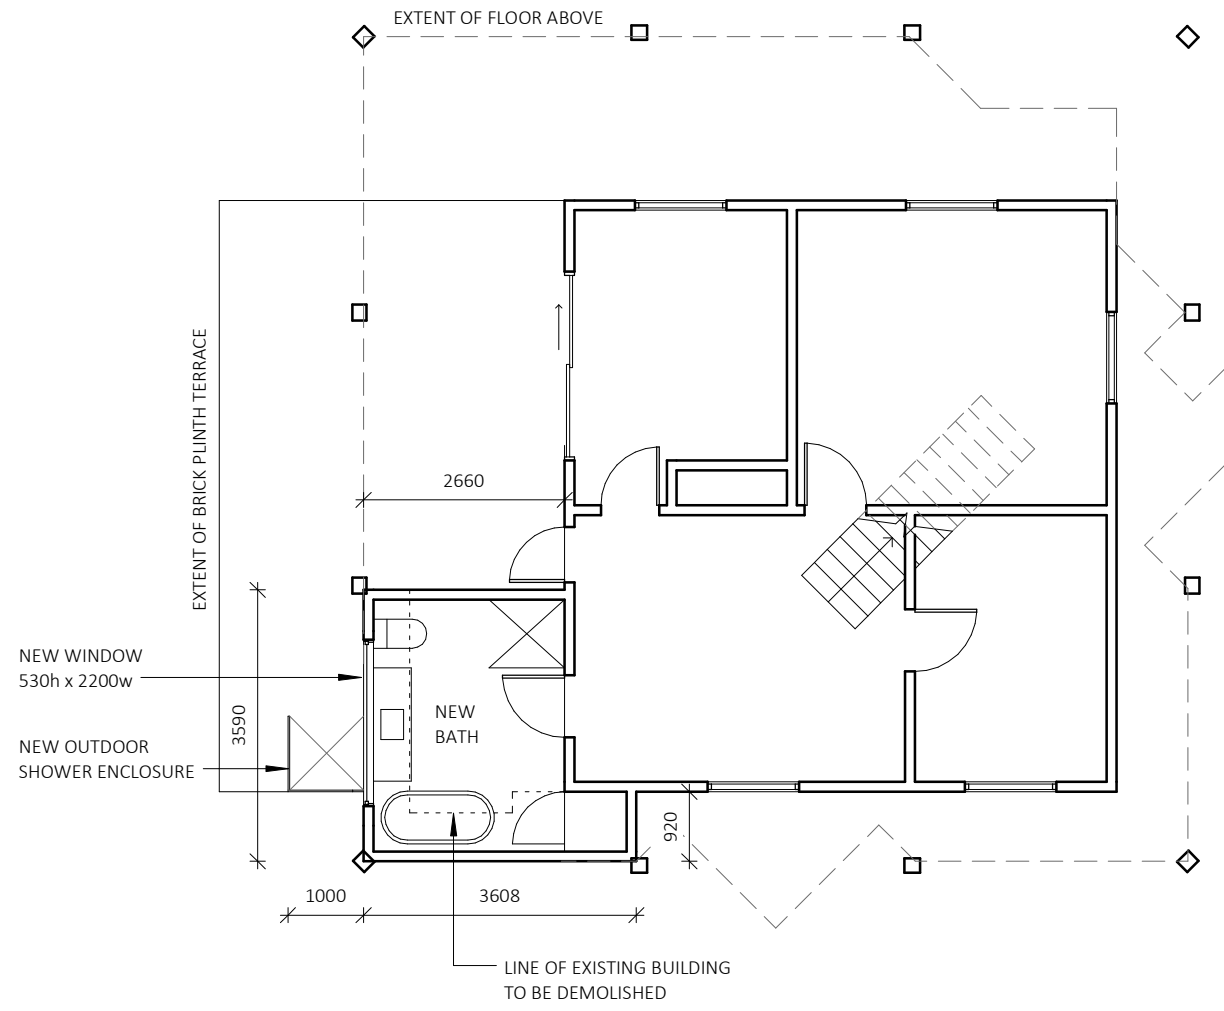 EXTENT OF FLOOR ABOVE
EXTENT OF BRICK PLINTH TERRACE
2660
NEW WINDOW
530h x 2200w
3590
NEW
BATH
NEW OUTDOOR
SHOWER ENCLOSURE
920
1000
3608
LINE OF EXISTING BUILDING
TO BE DEMOLISHED